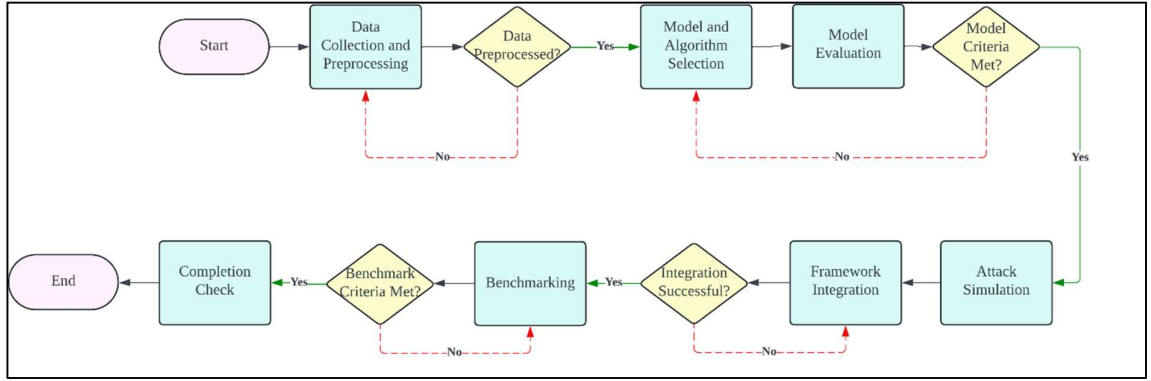 Start
Data
Collection and
Preprocessing
Data
Preprocessed?
Yes
Model and
Algorithm
Selection
Model
Evaluation
Model
Criteria
Met?
No
No
Yes
End
Completion
Check
Yes
Benchmark
Criteria Met?
Benchmarking
Yes
Integration
Successful?
Framework
Integration
Attack
Simulation
No
No